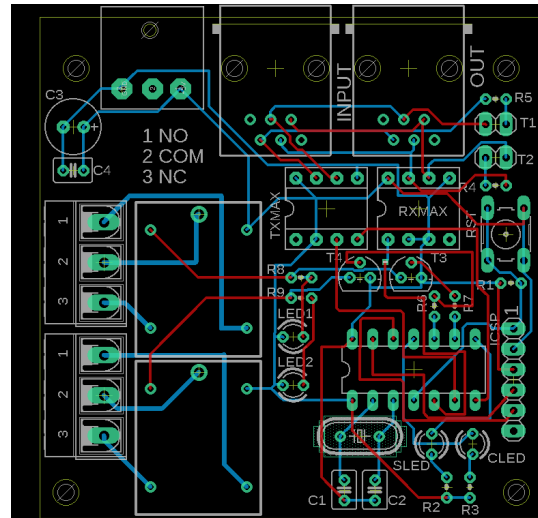 C3
C4
1 NO
2 COM
3 NC
INPUT
OUT
R5
T1
T2
R4
RST
TXMAX
RXMAX
T4
T3
R8
R9
R1
R6
R7
LED1
LED2
ICSP
1
1
2
3
1
2
3
SLED
CLED
C1
C2
R2
R3